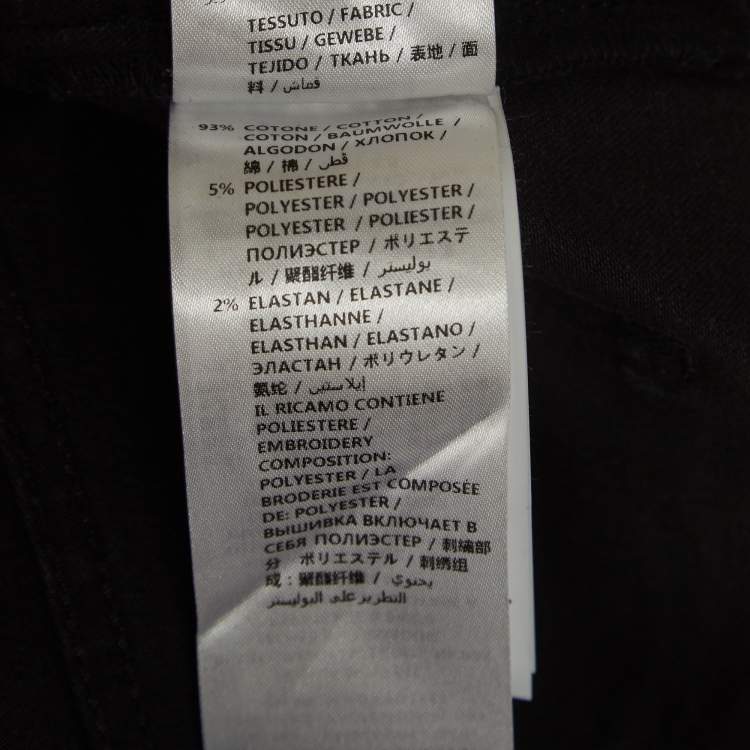 TESSUTO / FABRIC /
TISSU / GEWEBE /
TEJIDO / ТКАНЬ / 表地 / 面
料 / قماش
93% COTONE / COTTON /
COTON / BAUMWOLLE /
ALGODON / ХЛОПОК /
綿 / 棉 / قطن
5% POLIESTERE /
POLYESTER / POLYESTER /
POLYESTER / POLIESTER /
ПОЛИЭСТЕР / ポリエステ
ル / 聚酯纤维 / بوليستر
2% ELASTAN / ELASTANE /
ELASTHANNE /
ELASTHAN / ELASTANO /
ЭЛАСТАН / ポリウレタン /
氨纶 / إيلاستين
IL RICAMO CONTIENE
POLIESTERE /
EMBROIDERY
COMPOSITION:
POLYESTER / LA
BRODERIE EST COMPOSÉE
DE: POLYESTER /
ВЫШИВКА ВКЛЮЧАЕТ В
СЕБЯ ПОЛИЭСТЕР / 刺繍部
分 ポリエステル / 刺绣组
成：聚酯纤维 / يحتوي
التطريز على البوليستر